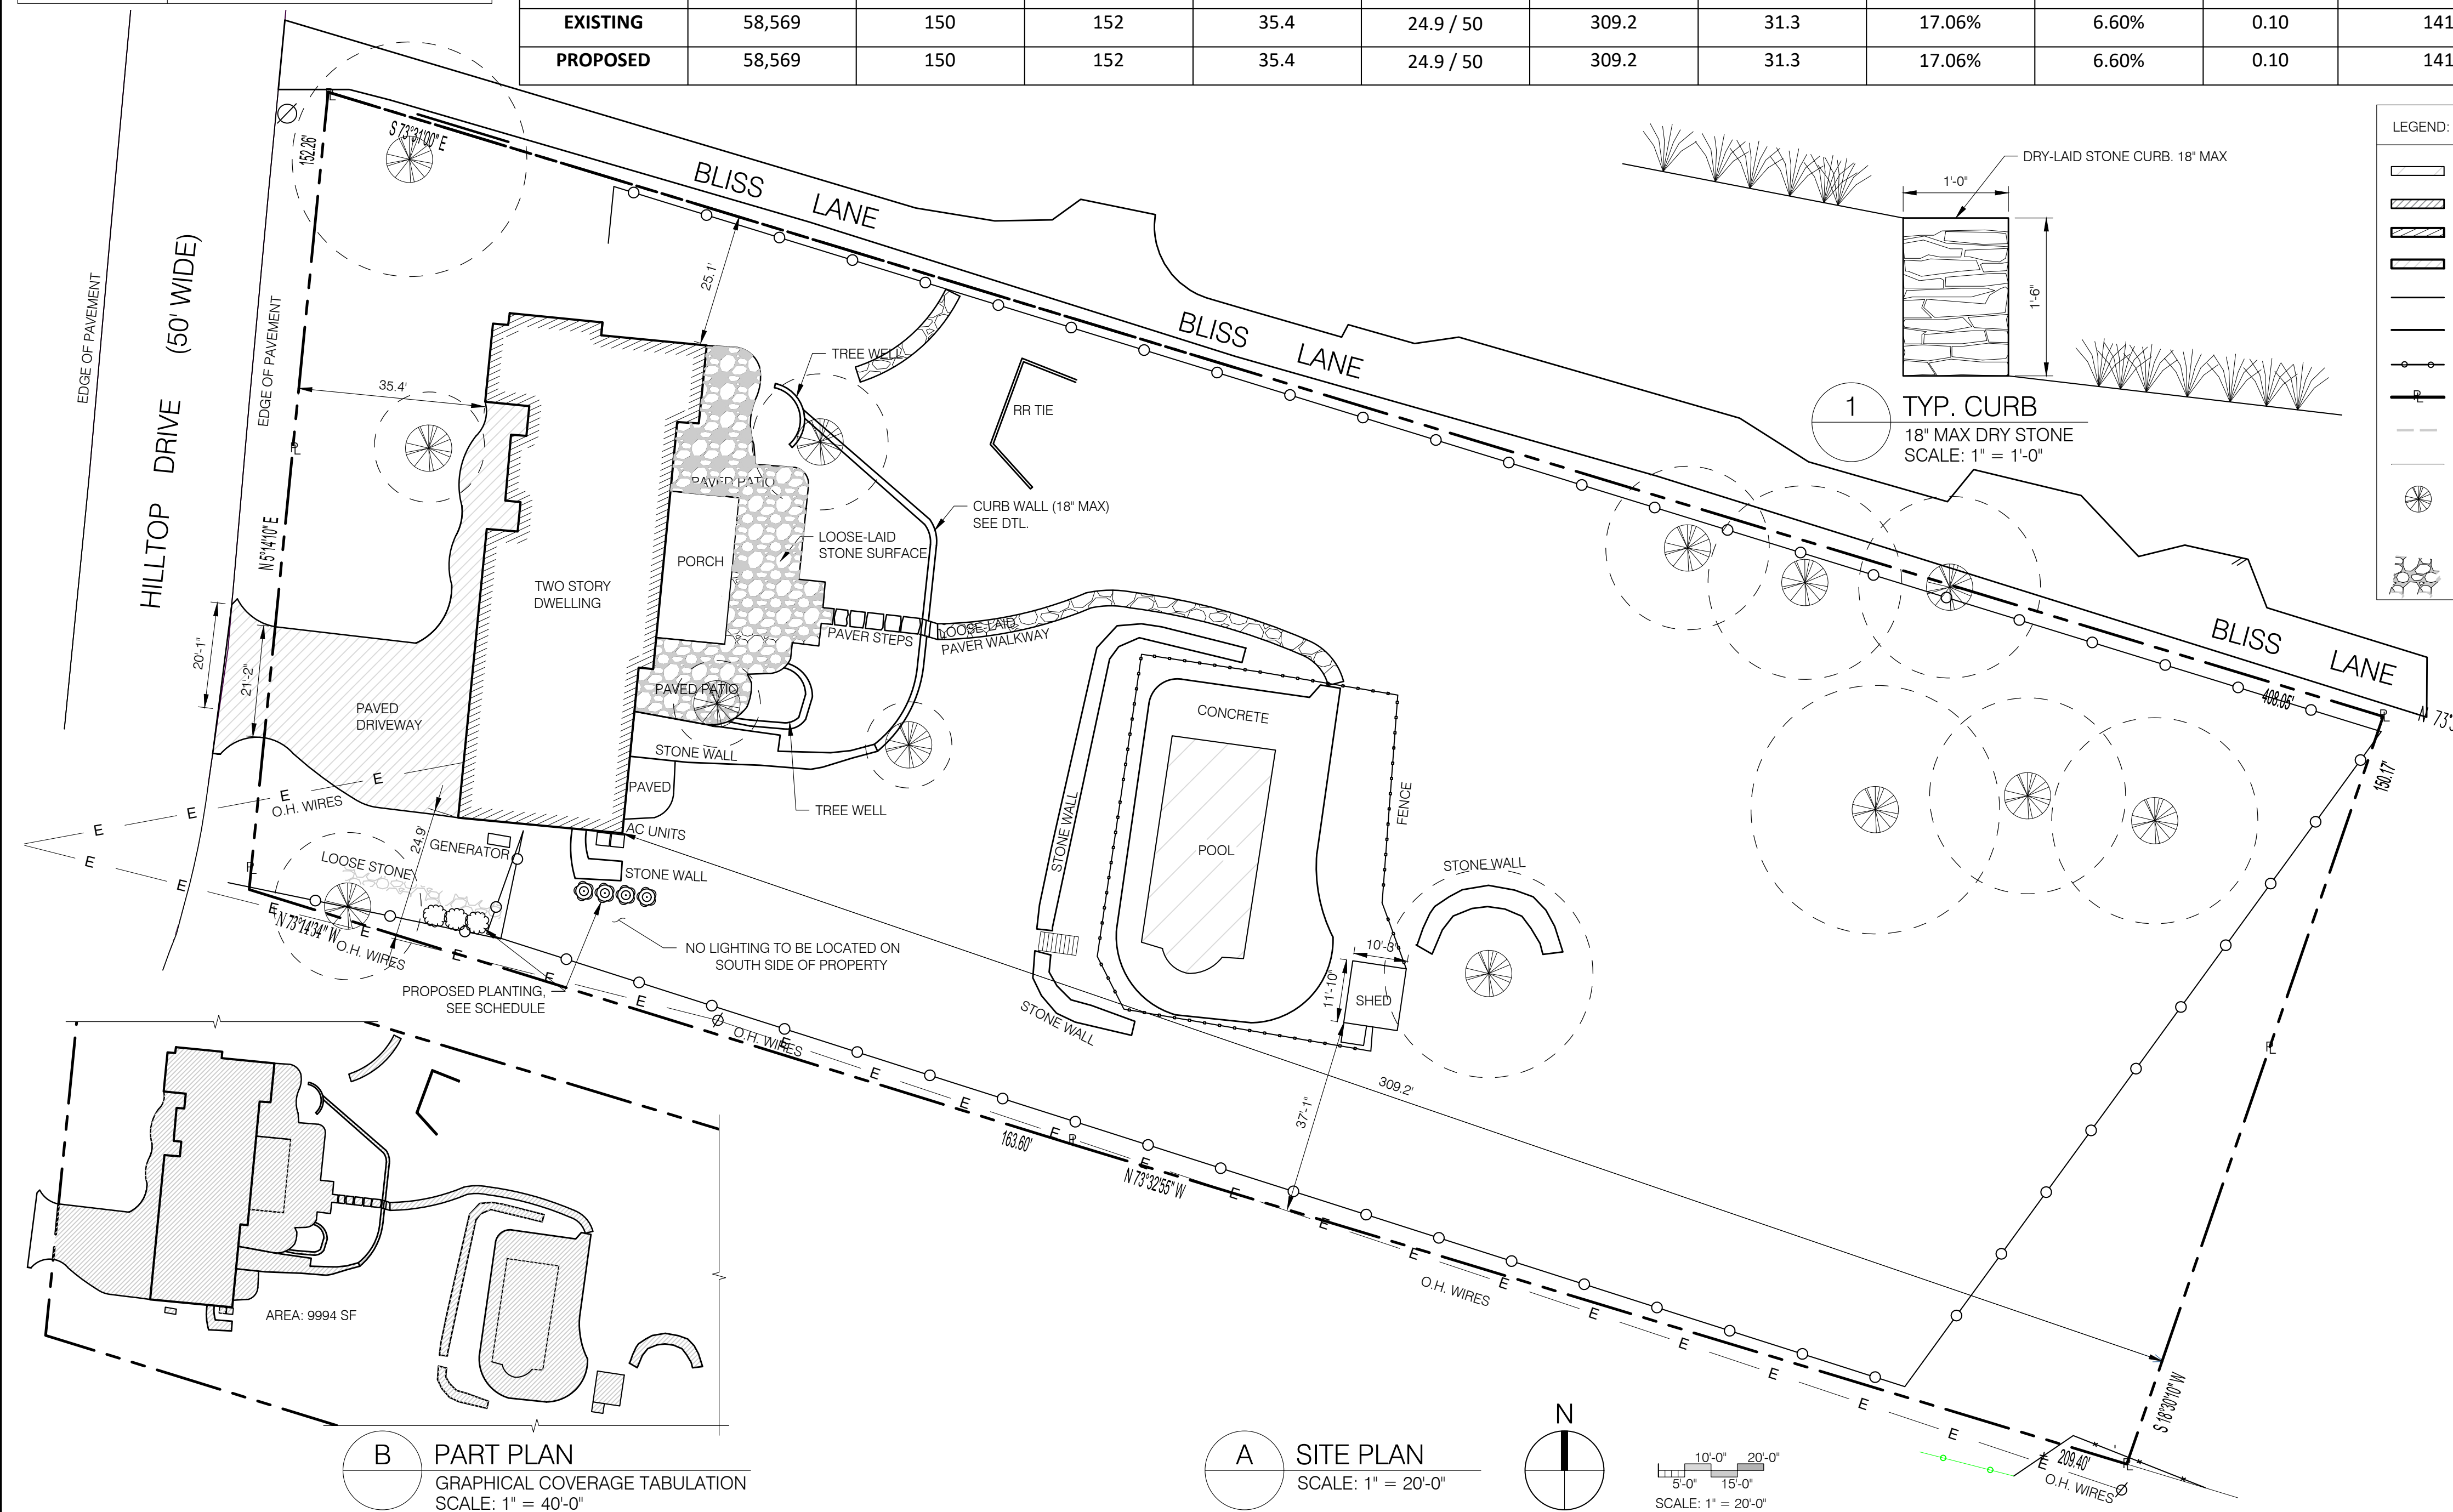 EXISTING 58,569 150 152 35.4 24.9 / 50 309.2 31.3 17.06% 6.60% 0.10 141
PROPOSED 58,569 150 152 35.4 24.9 / 50 309.2 31.3 17.06% 6.60% 0.10 141
LEGEND:
EDGE OF PAVEMENT
HILLTOP DRIVE (50' WIDE)
EDGE OF PAVEMENT
152.26'
S 73°31'00" E
BLISS LANE
BLISS LANE
BLISS LANE
25.1'
35.4'
PL
N 5°14'10" E
TREE WELL
RR TIE
CURB WALL (18" MAX)
SEE DTL.
PAVED PATIO
LOOSE-LAID
STONE SURFACE
PORCH
TWO STORY
DWELLING
PAVER STEPS
LOOSE-LAID
PAVER WALKWAY
PAVED PATIO
20'-1"
21'-2"
PAVED
DRIVEWAY
STONE WALL
PAVED
TREE WELL
AC UNITS
E
O.H. WIRES
24.9'
GENERATOR
LOOSE STONE
STONE WALL
N 73°14'34" W
O.H. WIRES
NO LIGHTING TO BE LOCATED ON
SOUTH SIDE OF PROPERTY
PROPOSED PLANTING,
SEE SCHEDULE
O.H. WIRES
STONE WALL
CONCRETE
POOL
FENCE
STONE WALL
10'-3"
11'-10"
SHED
STONE WALL
37'-1"
309.2'
163.60'
PL
N 73°32'55" W
O.H. WIRES
408.05'
PL
N 73°
150.17'
PL
S 18°30'10" W
209.40'
PL
O.H. WIRES
DRY-LAID STONE CURB. 18" MAX
1'-0"
1'-6"
1 TYP. CURB
18" MAX DRY STONE
SCALE: 1" = 1'-0"
AREA: 9994 SF
B PART PLAN
GRAPHICAL COVERAGE TABULATION
SCALE: 1" = 40'-0"
A SITE PLAN
SCALE: 1" = 20'-0"
N
10'-0" 20'-0"
5'-0" 15'-0"
SCALE: 1" = 20'-0"